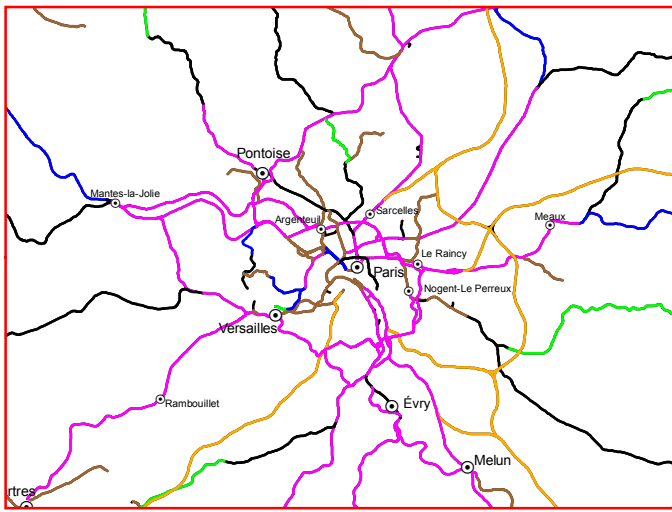 Pontoise
Mantes-la-Jolie
Sarcelles
Argenteuil
Meaux
Le Raincy
Paris
Nogent-Le Perreux
Versailles
Rambouillet
Évry
Melun
rtres